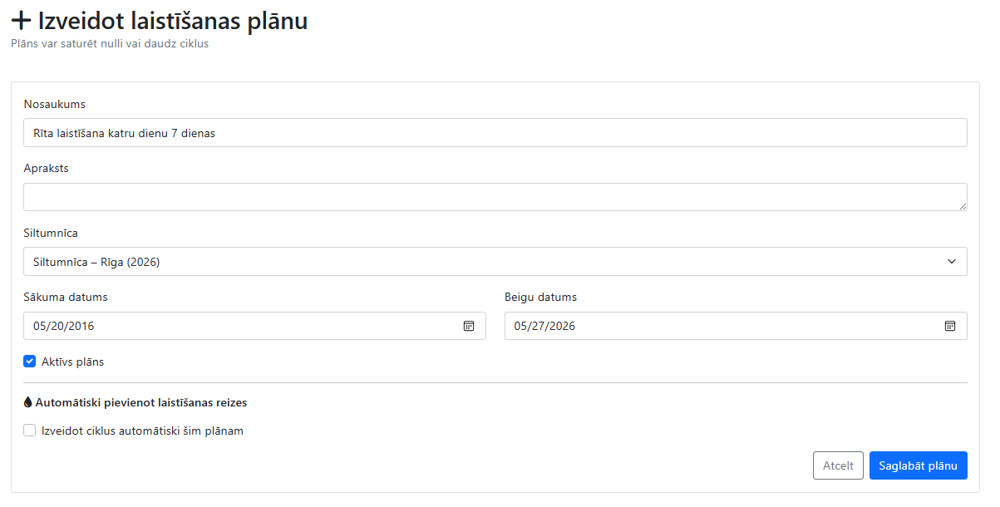 Izveidot laistīšanas plānu
Plāns var saturēt nulli vai daudz ciklus
Nosaukums
Rīta laistīšana katru dienu 7 dienas
Apraksts
Siltumnīca
Siltumnīca – Rīga (2026)
Sākuma datums
Beigu datums
05/20/2016
05/27/2026
Aktīvs plāns
Automātiski pievienot laistīšanas reizes
Izveidot ciklus automātiski šim plānam
Atcelt
Saglabāt plānu